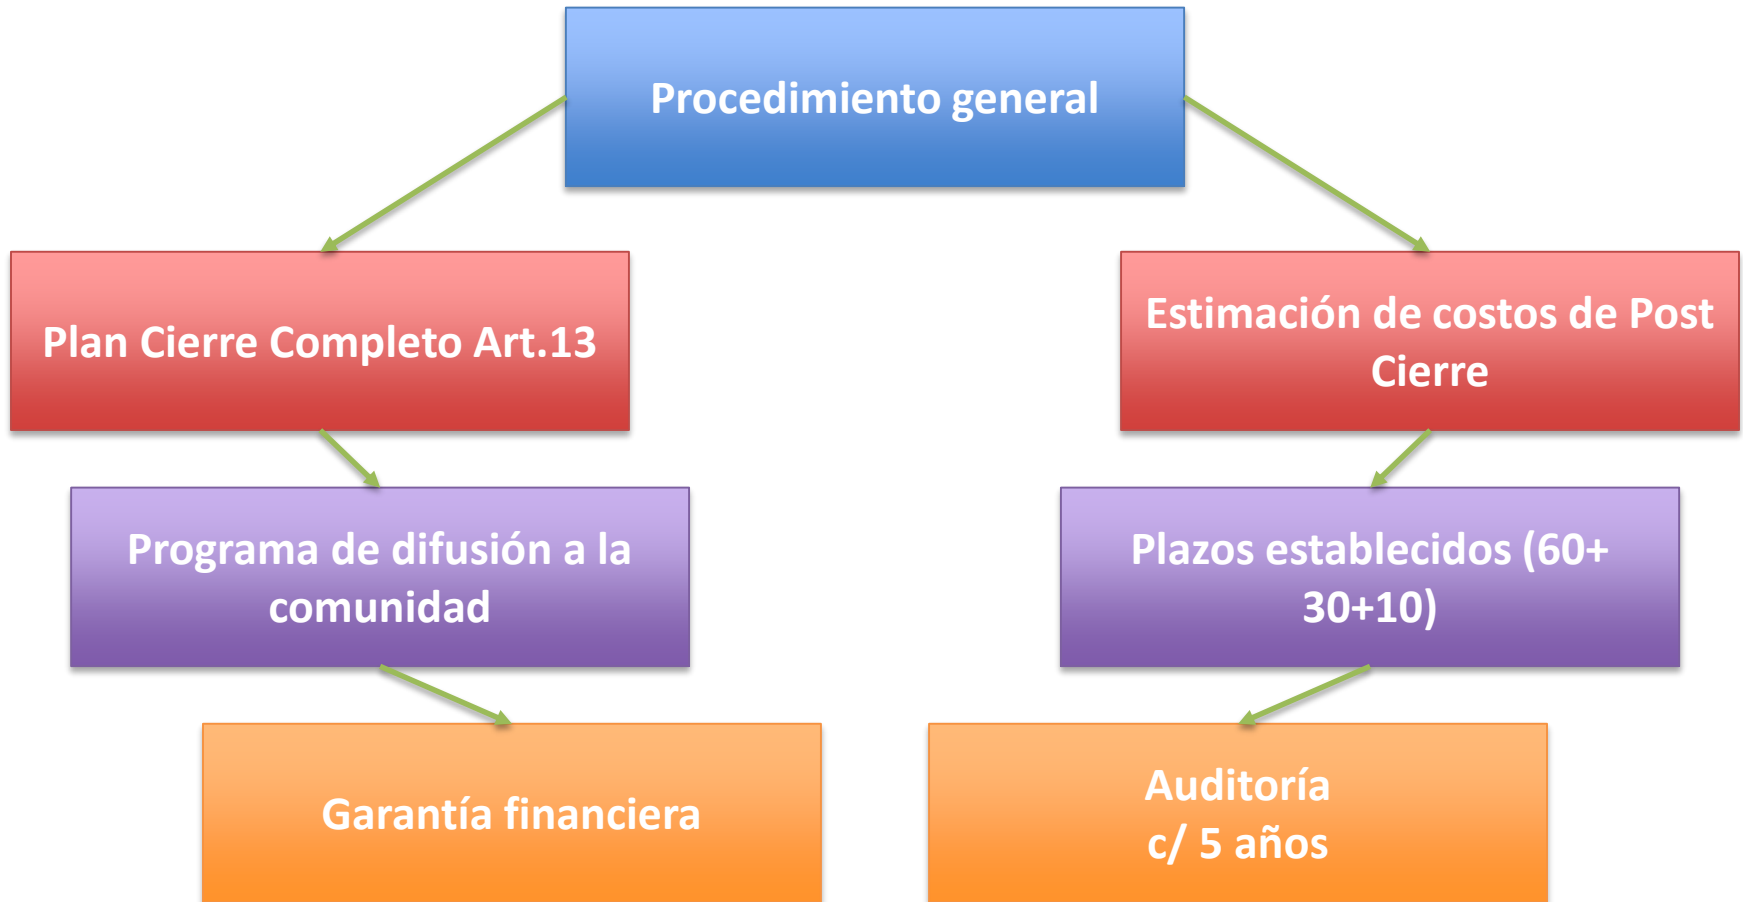 Procedimiento general
Plan Cierre Completo Art.13
Estimación de costos de Post
Cierre
Programa de difusión a la
comunidad
Plazos establecidos (60+
30+10)
Garantía financiera
Auditoría
c/ 5 años